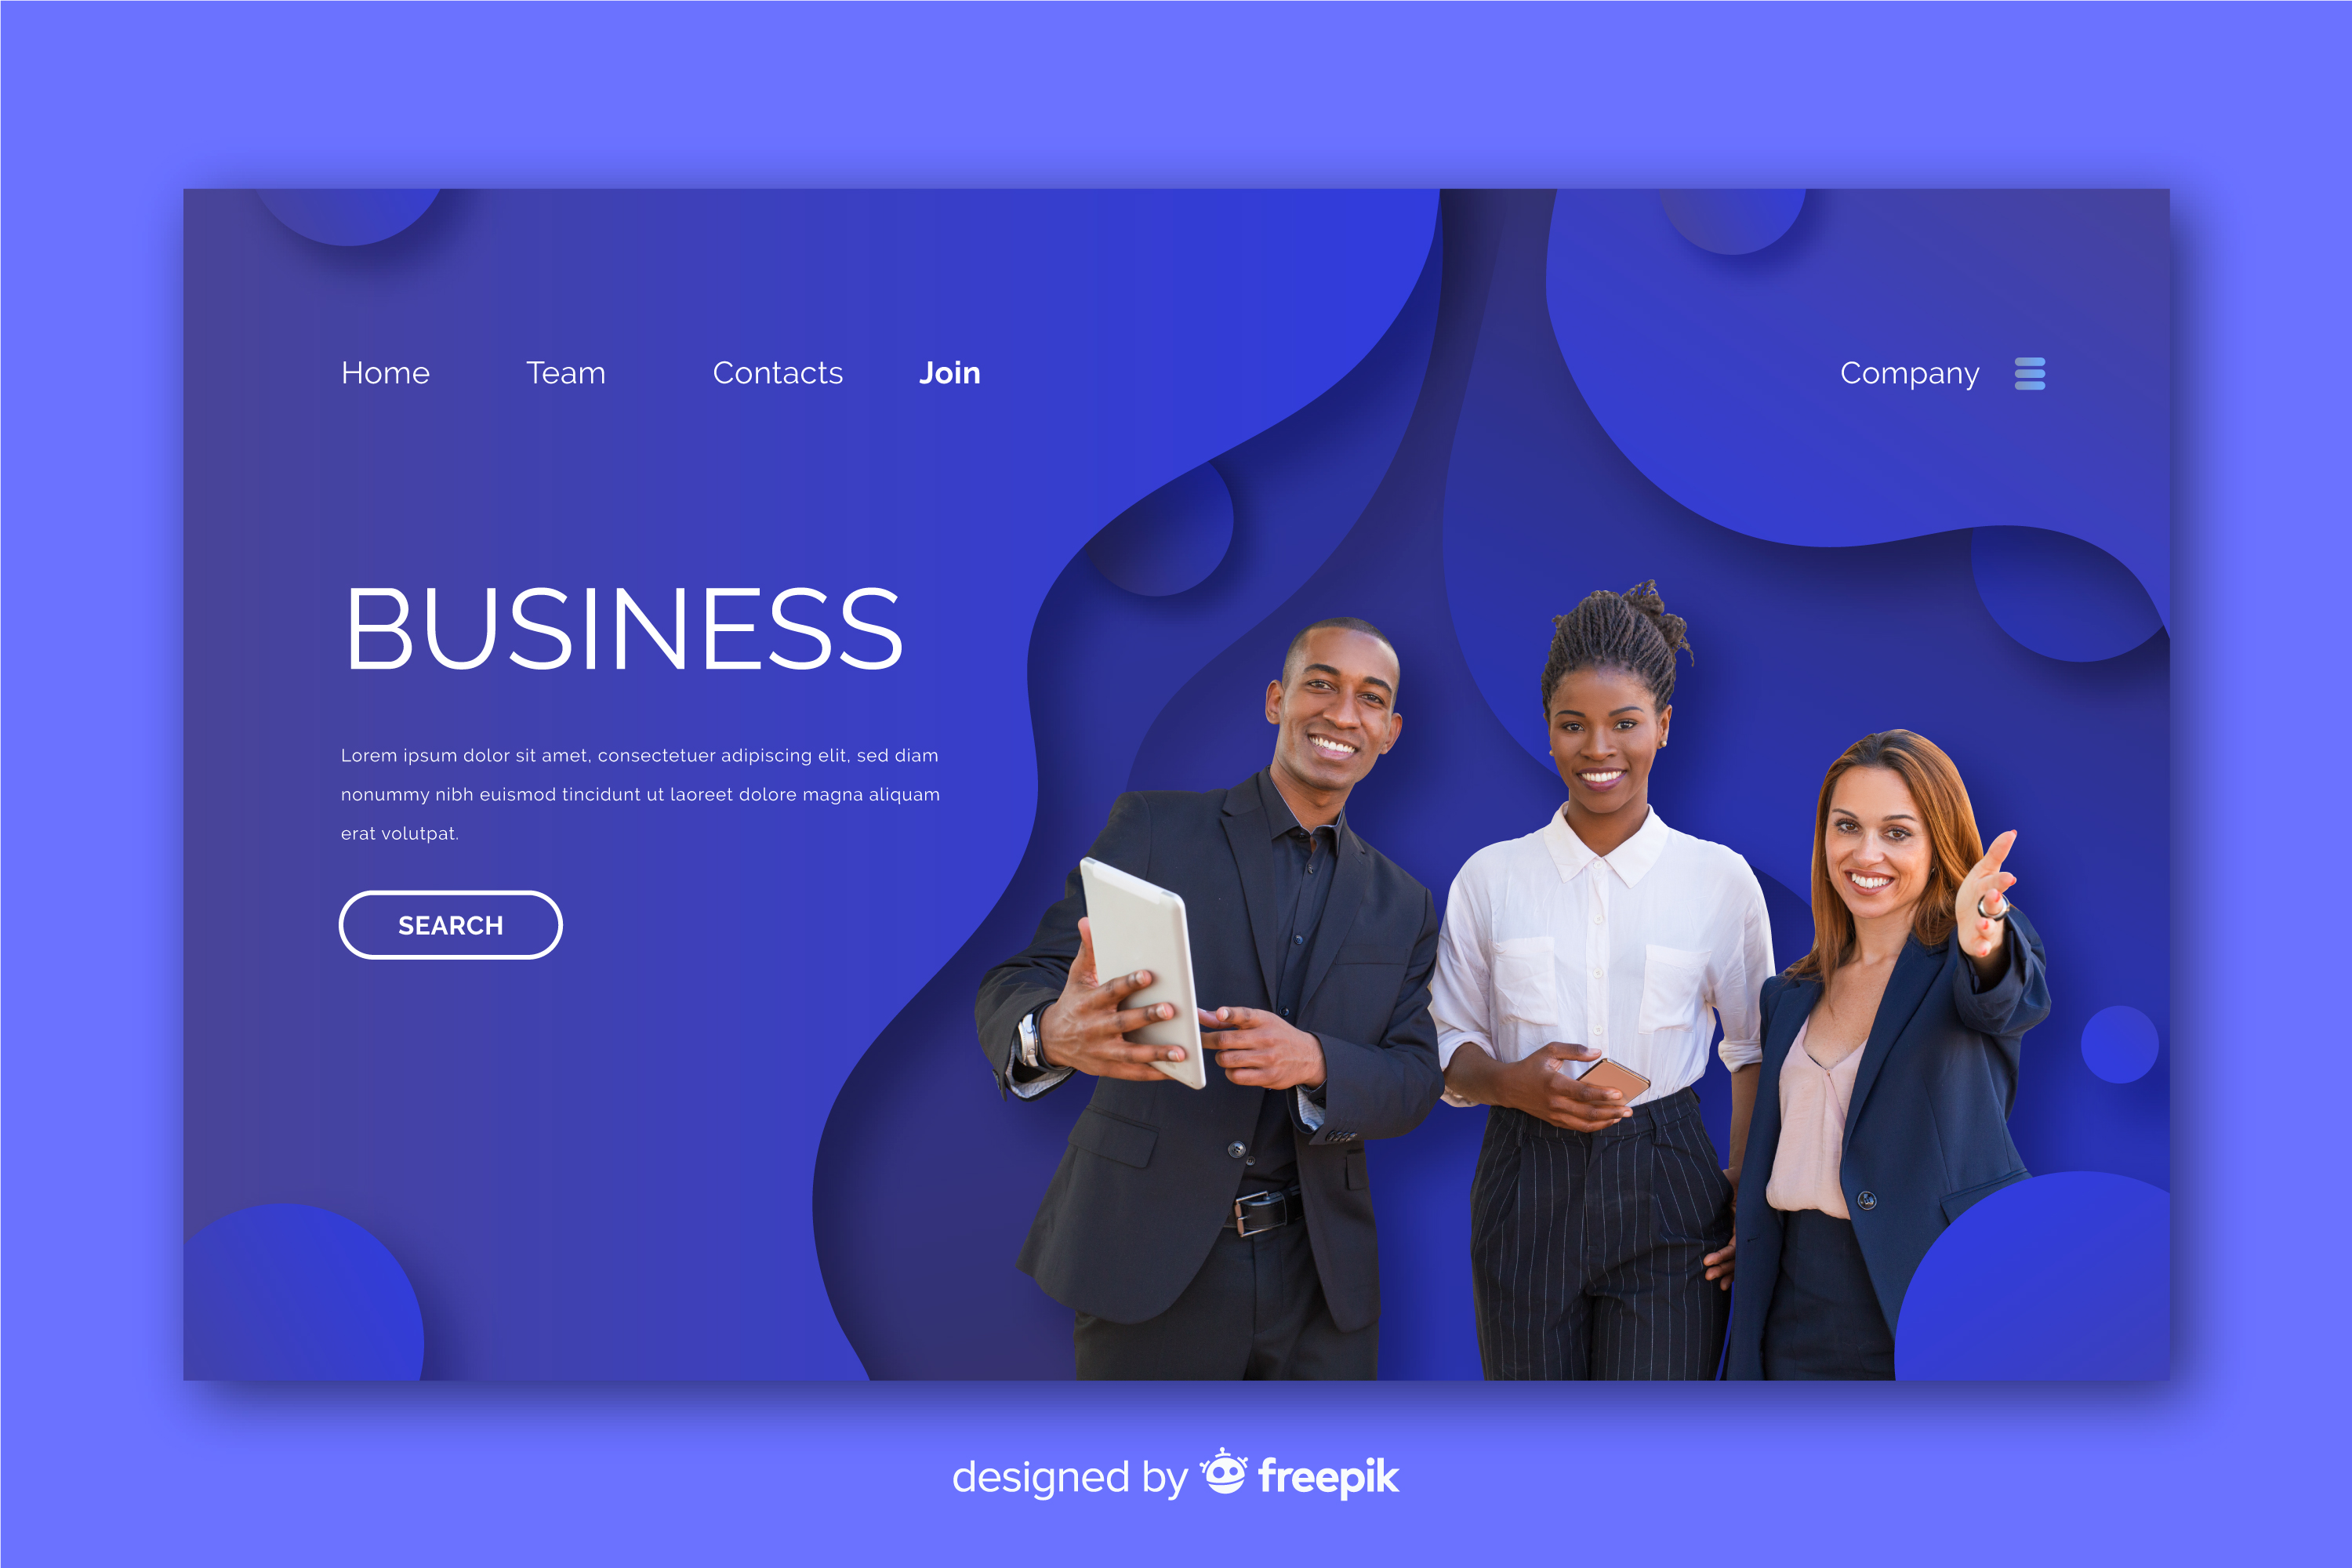 Home Team Contacts Join Company
BUSINESS
Lorem ipsum dolor sit amet, consectetuer adipiscing elit, sed diam
nonummy nibh euismod tincidunt ut laoreet dolore magna aliquam
erat volutpat.
SEARCH
designed by freepik